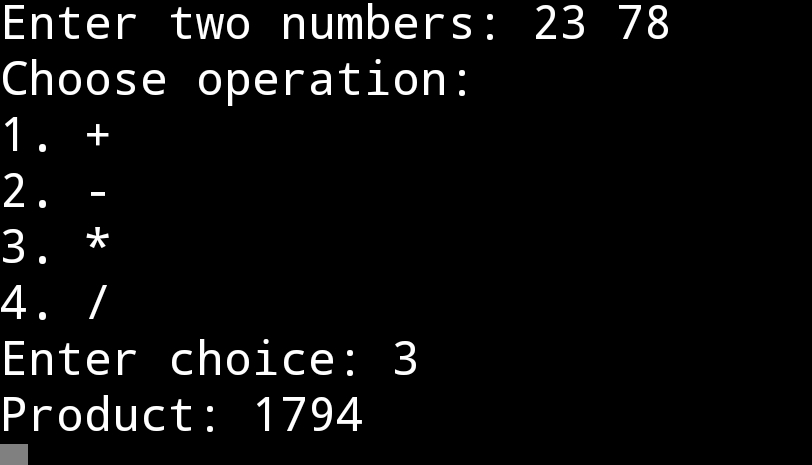 Enter two numbers: 23 78
Choose operation:
1. +
2. -
3. *
4. /
Enter choice: 3
Product: 1794